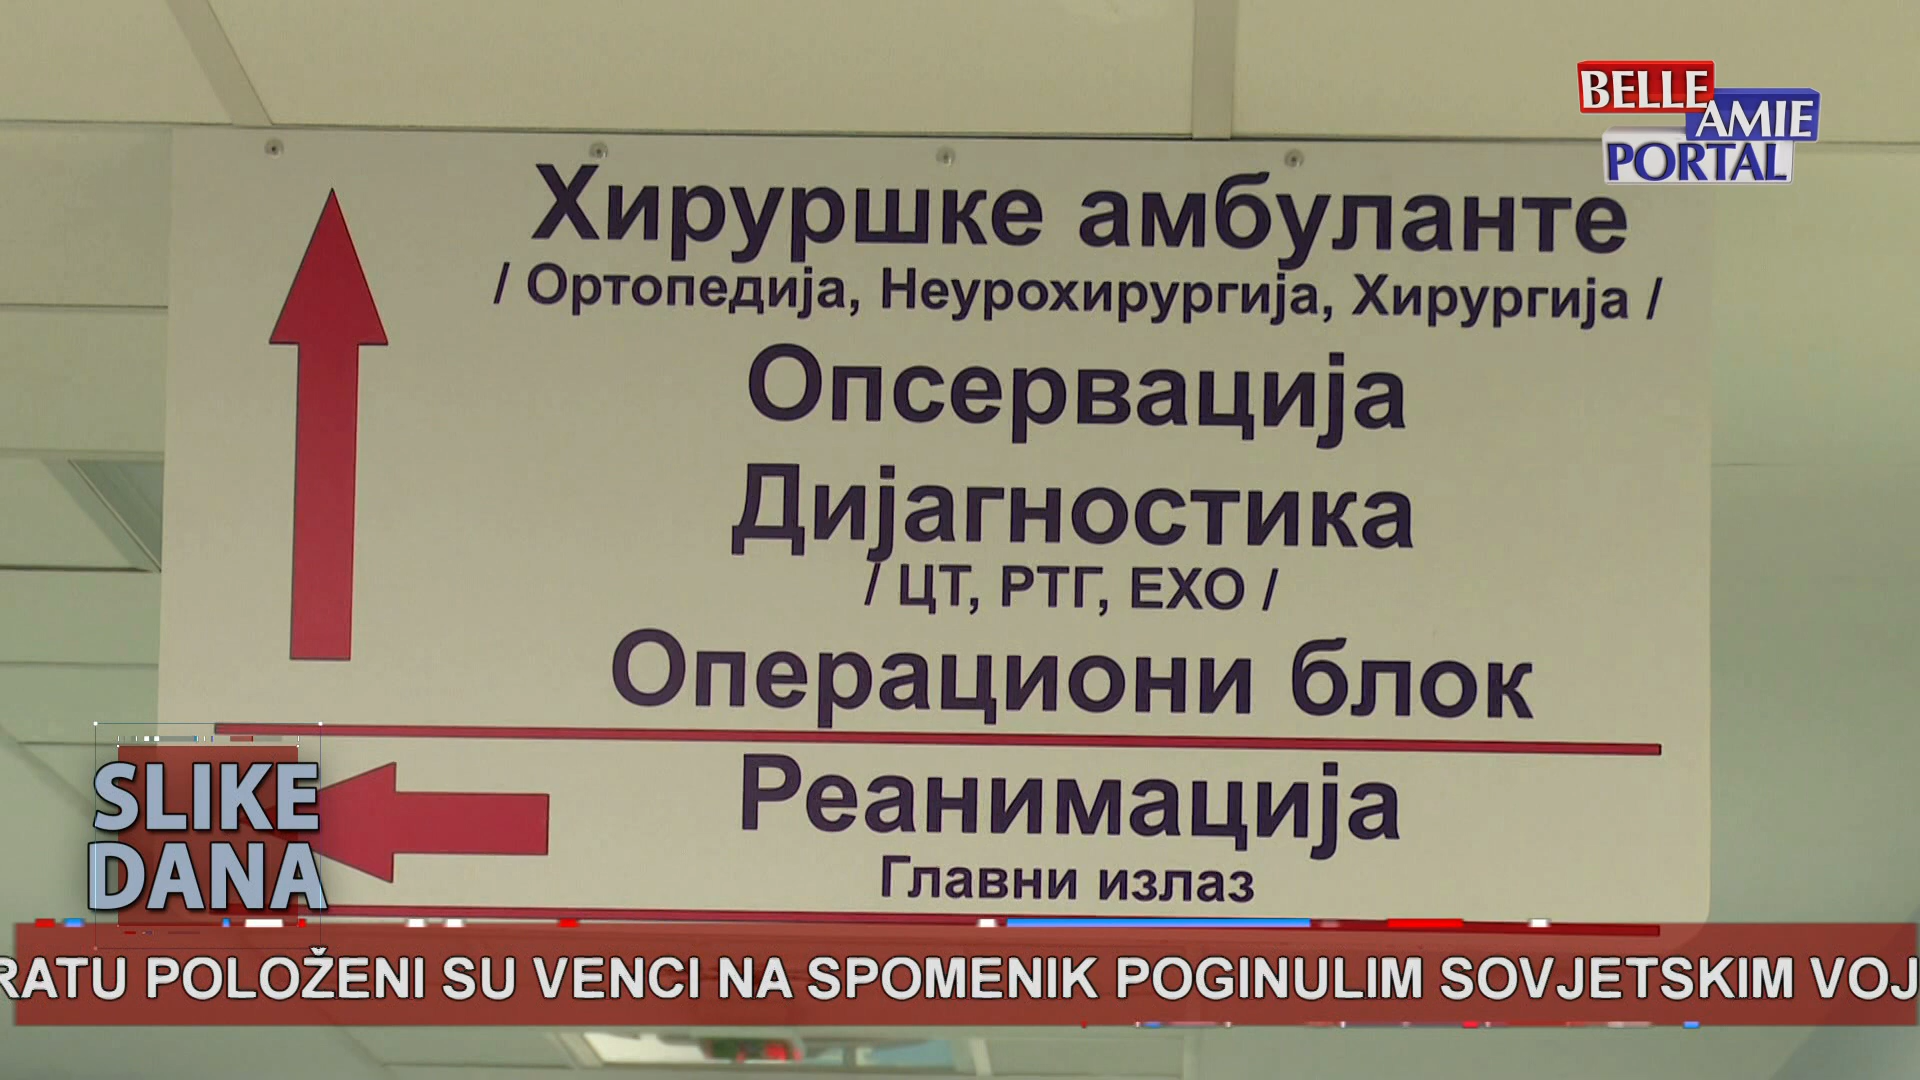 BELLE
AMIE
PORTAL
Хируршке амбуланте
/ Ортопедија, Неурохирургија, Хирургија /
Опсервација
Дијагностика
/ ЦТ, РТГ, ЕХО /
Операциони блок
Реанимација
Главни излаз
SLIKE
DANA
RATU POLOŽENI SU VENCI NA SPOMENIK POGINULIM SOVJETSKIM VOJ